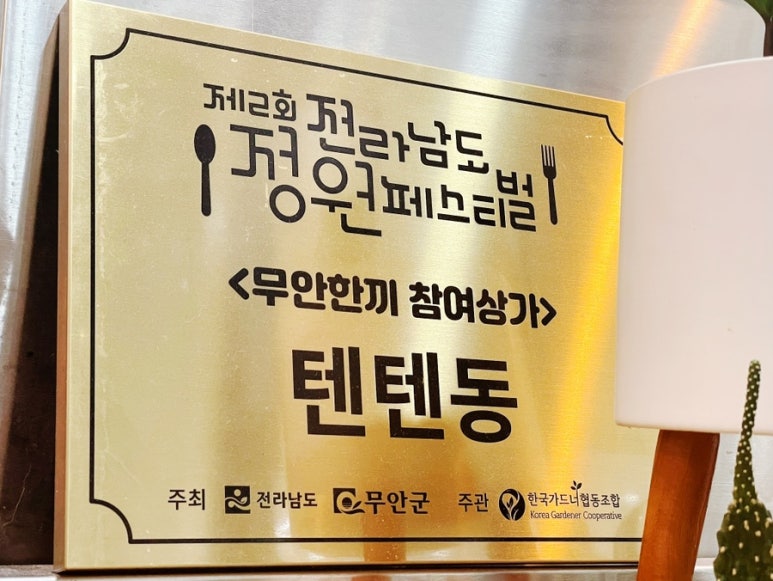 제2회 전라남도
정원페스티벌
<무안한끼 참여상가>
텐텐동
주최 전라남도 무안군 주관 한국가드너협동조합
Korea Gardener Cooperative